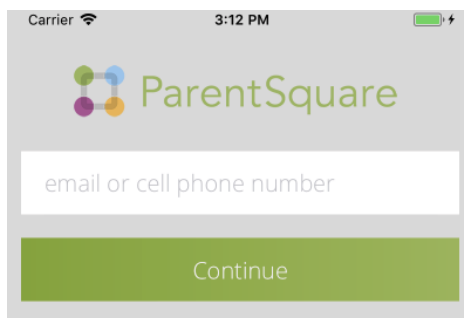 Carrier 3:12 PM
ParentSquare
email or cell phone number
Continue